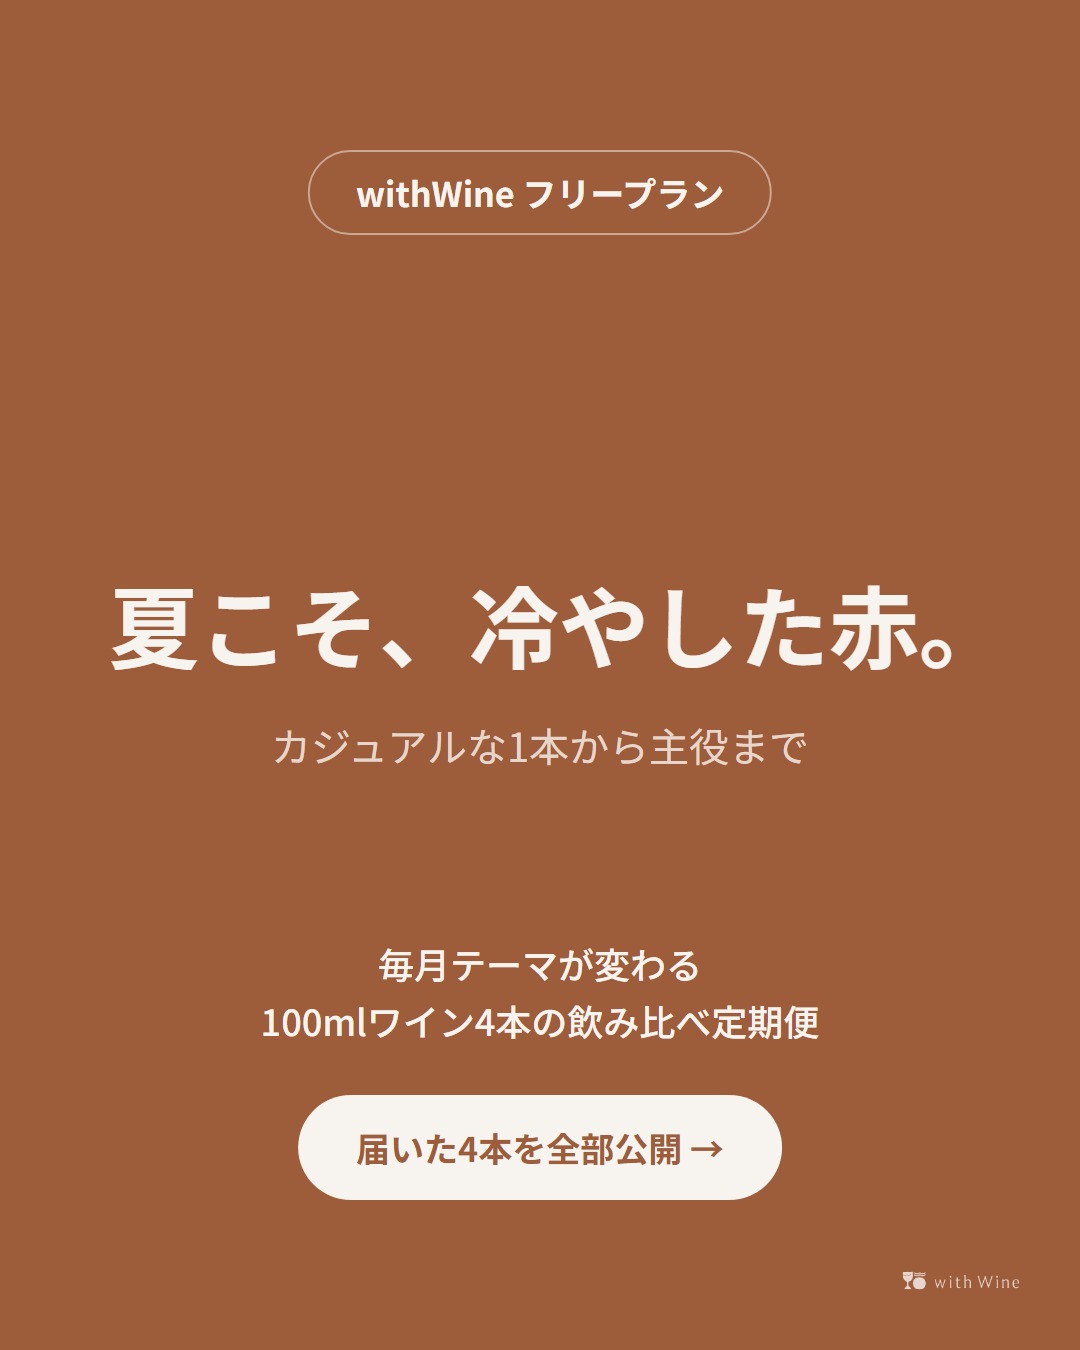 withWine フリープラン
夏こそ、冷やした赤。
カジュアルな1本から主役まで
毎月テーマが変わる
100mlワイン4本の飲み比べ定期便
届いた4本を全部公開 →
with Wine